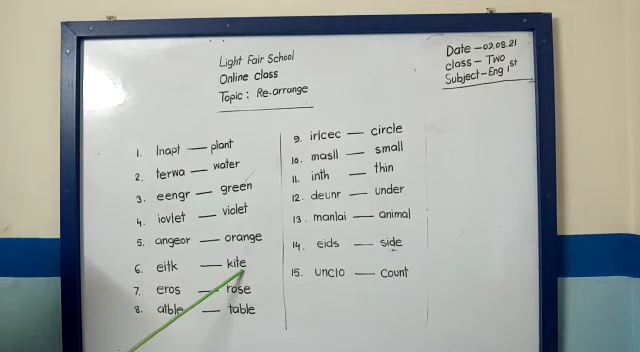 Light Fair School
Online class
Topic: Re-arrange
Date - 02.08.21
class - Two
Subject - Eng 1st
1. lnapt — plant
2. terwa — water
3. eengr — green
4. iovlet — violet
5. angeor — orange
6. eitk — kite
7. eros — rose
8. atble — table
9. irlcec — circle
10. masll — small
11. inth — thin
12. deunr — under
13. manlai — animal
14. eids — side
15. unclo — count